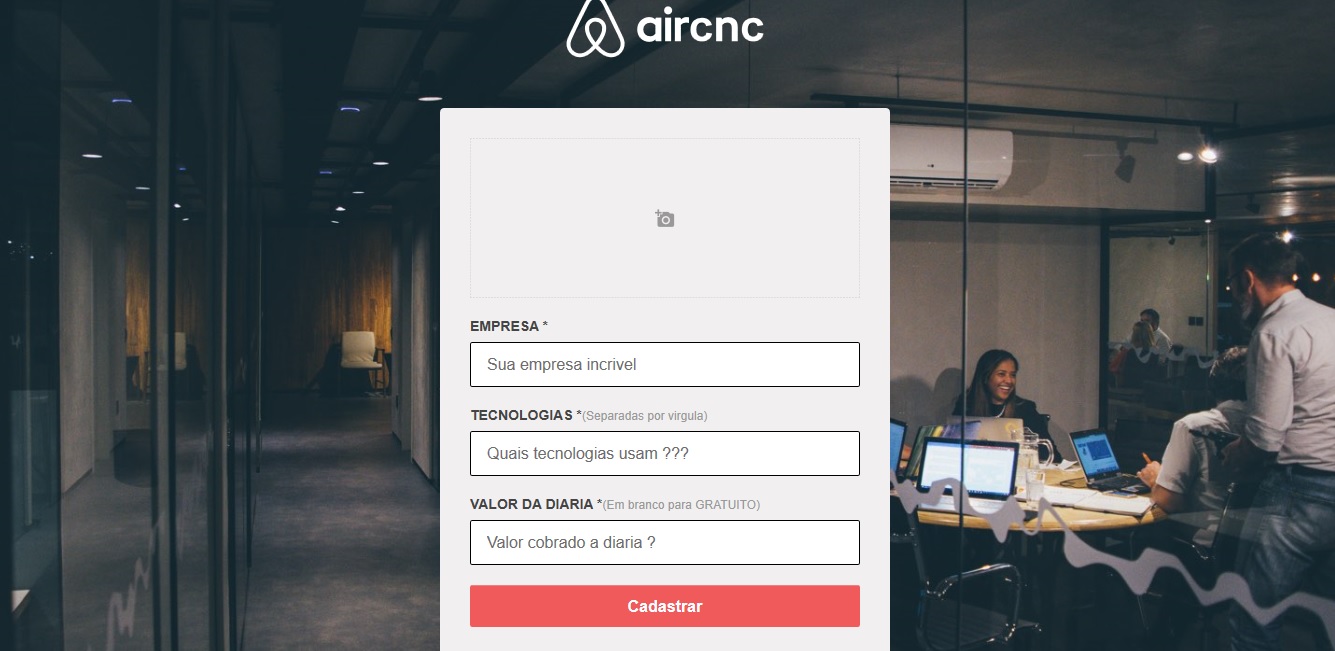 aircnc
EMPRESA *
Sua empresa incrivel
TECNOLOGIAS *(Separadas por virgula)
Quais tecnologias usam ???
VALOR DA DIARIA *(Em branco para GRATUITO)
Valor cobrado a diaria ?
Cadastrar